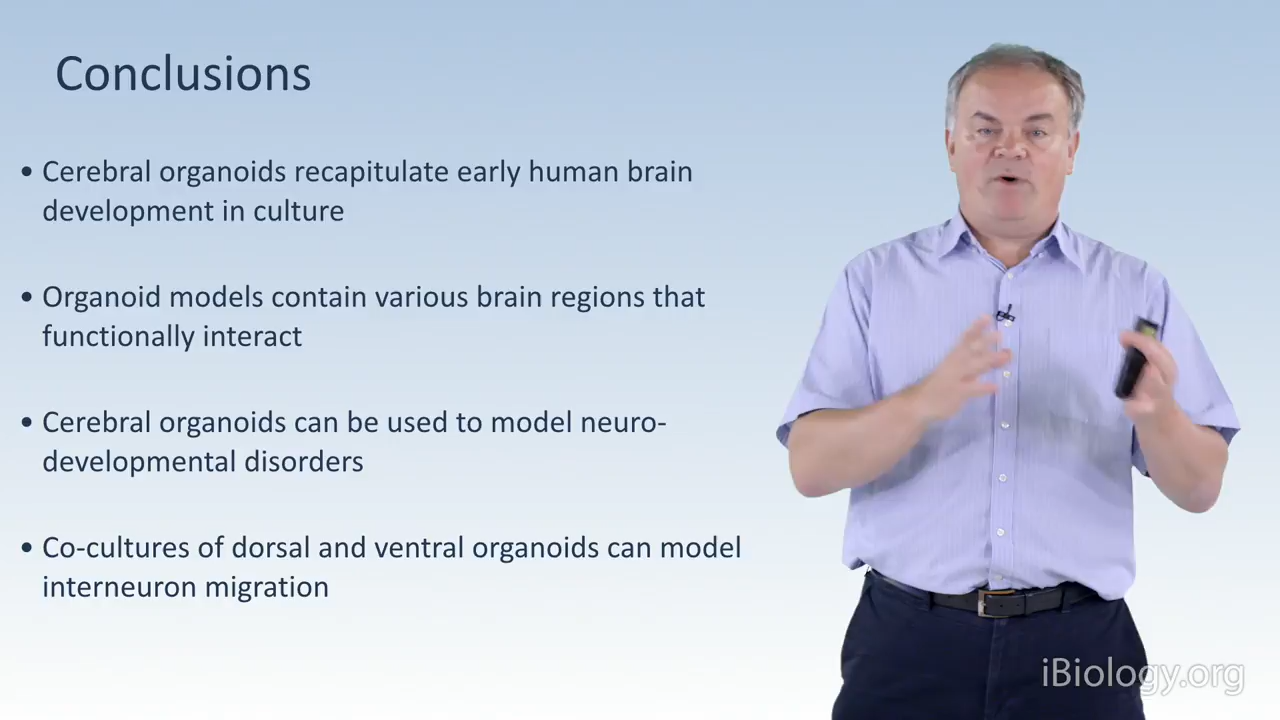 Conclusions
• Cerebral organoids recapitulate early human brain
development in culture
• Organoid models contain various brain regions that
functionally interact
• Cerebral organoids can be used to model neuro-
developmental disorders
• Co-cultures of dorsal and ventral organoids can model
interneuron migration
iBiology.org